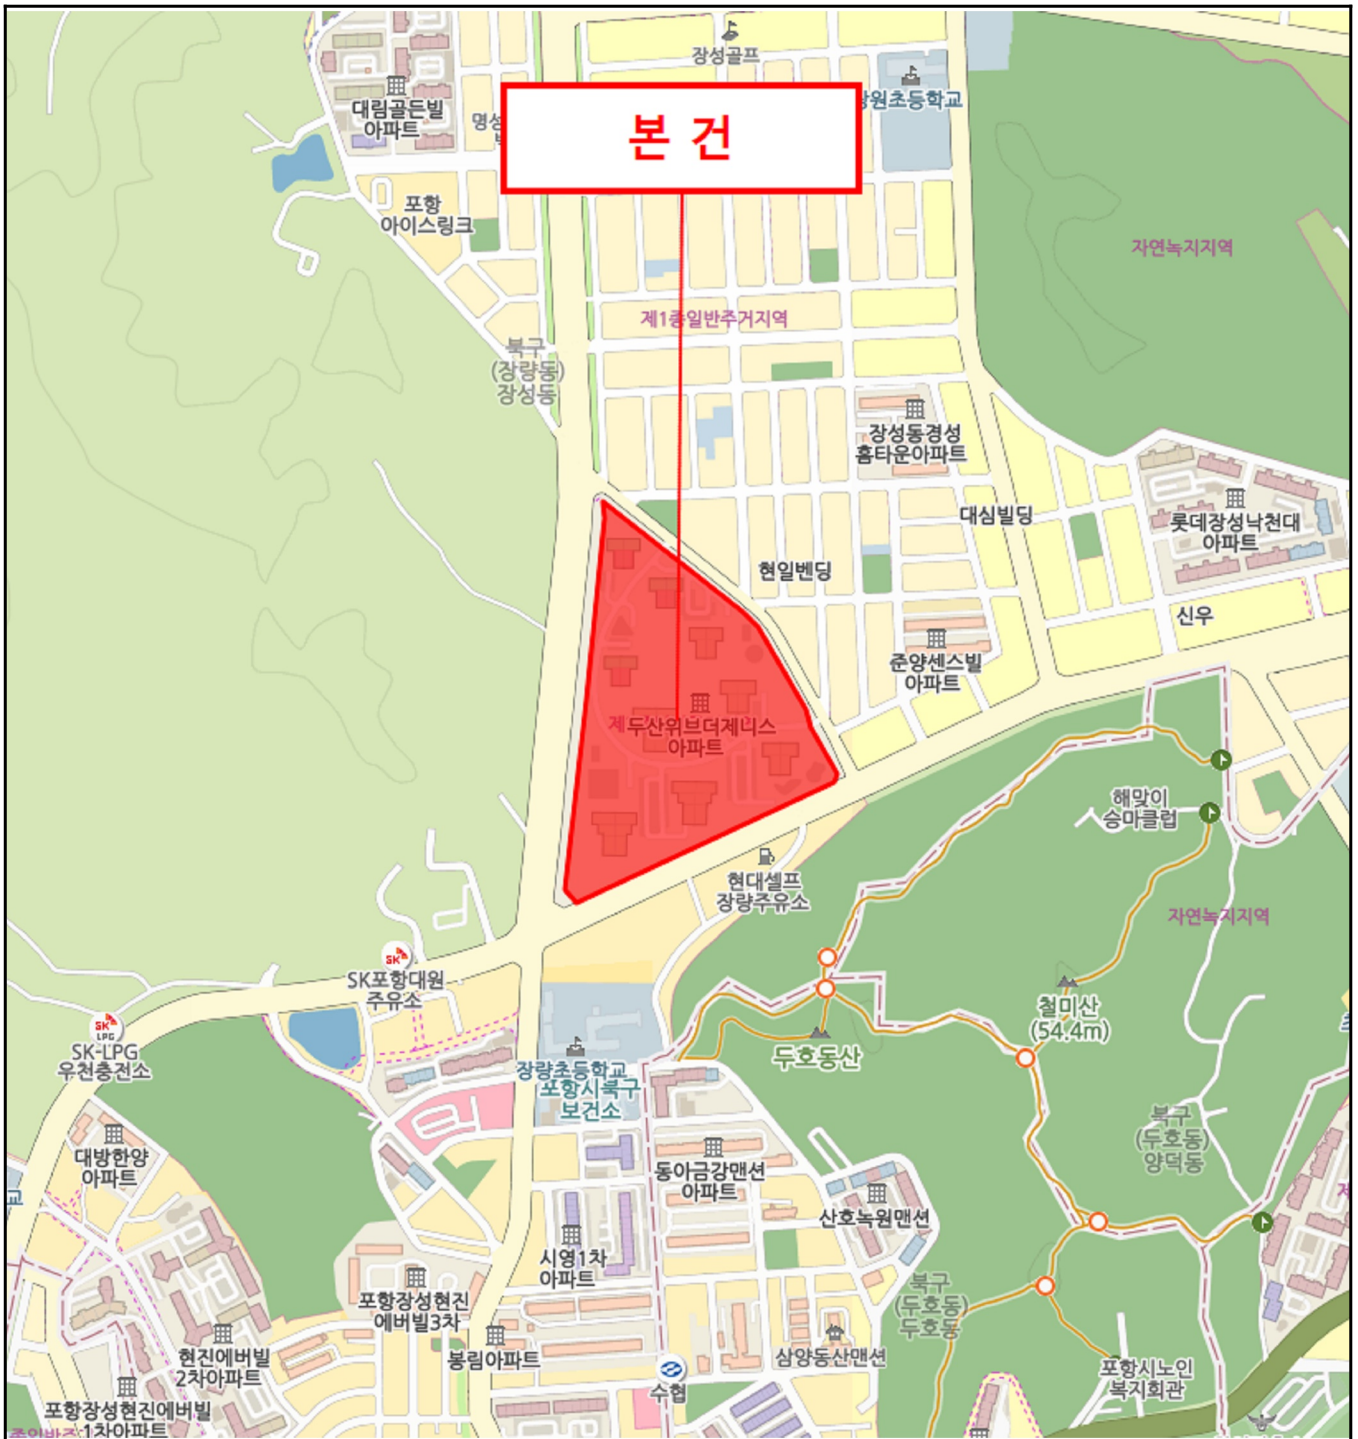 장성골프
대림골든빌
아파트
명성
장원초등학교
본 건
포항
아이스링크
자연녹지지역
제1종일반주거지역
북구
(장량동)
장성동
장성동경성
홈타운아파트
대심빌딩
롯데장성낙천대
아파트
현일벤딩
신우
준양센스빌
아파트
제
두산위브더제니스
아파트
해맞이
승마클럽
현대셀프
장량주유소
자연녹지지역
SK
SK포항대원
주유소
철미산
(54.4m)
SK
LPG
SK-LPG
우천충전소
두호동산
장량초등학교
포항시북구
보건소
북구
(두호동)
양덕동
대방한양
아파트
교
동아금강맨션
아파트
산호녹원맨션
시영1차
아파트
포항장성현진
에버빌3차
북구
(두호동)
두호동
현진에버빌
2차아파트
봉림아파트
삼양동산맨션
수협
포항시노인
복지회관
포항장성현진에버빌
1차아파트